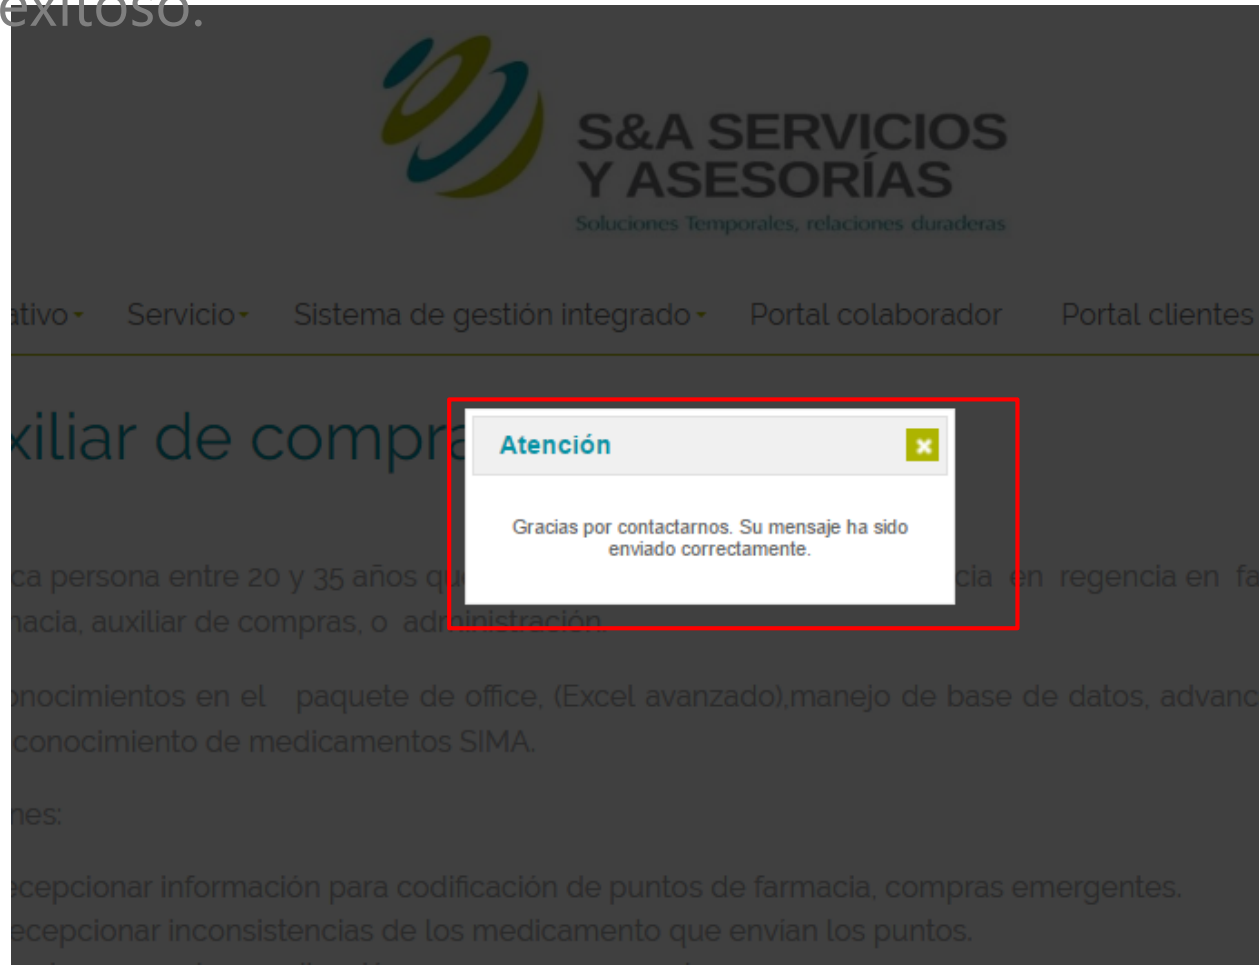 exitoso.
S&A SERVICIOS
Y ASESORÍAS
Soluciones Temporales, relaciones duraderas
ativo Servicio Sistema de gestión integrado Portal colaborador Portal clientes
xiliar de compra
Atención
Gracias por contactarnos. Su mensaje ha sido
enviado correctamente.
ca persona entre 20 y 35 años qu cia en regencia en fa
macia, auxiliar de compras, o administración.
onocimientos en el paquete de office, (Excel avanzado),manejo de base de datos, advanc
conocimiento de medicamentos SIMA.
nes:
ecepcionar información para codificación de puntos de farmacia, compras emergentes.
ecepcionar inconsistencias de los medicamento que envian los puntos.